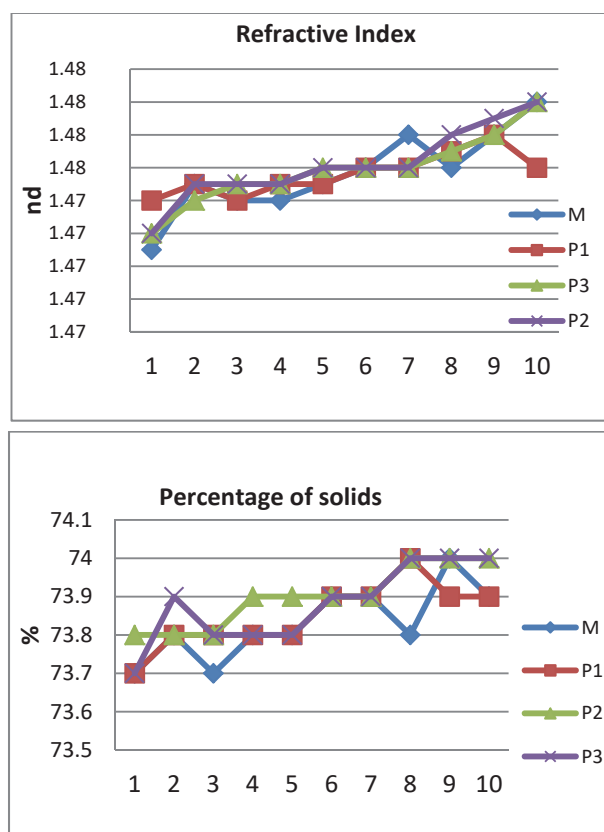 Refractive Index
1.48
1.48
1.48
1.48
1.47
1.47
1.47
1.47
1.47
nd
M
P1
P3
P2
1 2 3 4 5 6 7 8 9 10
Percentage of solids
74.1
74
73.9
73.8
73.7
73.6
73.5
%
M
P1
P2
P3
1 2 3 4 5 6 7 8 9 10